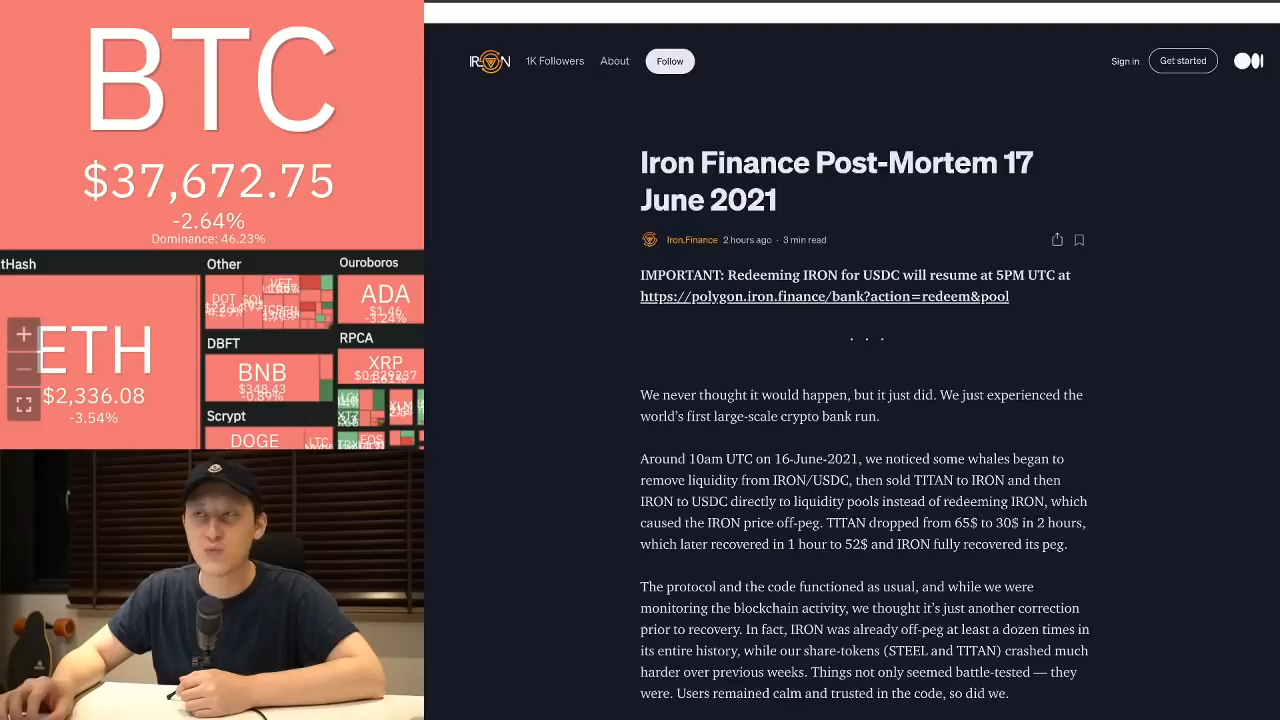 BTC
$37,672.75
-2.64%
Dominance: 46.23%
tHash
ETH
$2,336.08
-3.54%
Other
DOT
DBFT
BNB
$348.43
-0.89%
Scrypt
DOGE
LTC
Ouroboros
ADA
$1.46
-3.24%
RPCA
XRP
EOS
IRON
1K Followers
About
Follow
Sign in
Get started
Iron Finance Post-Mortem 17
June 2021
Iron.Finance 2 hours ago · 3 min read
IMPORTANT: Redeeming IRON for USDC will resume at 5PM UTC at
https://polygon.iron.finance/bank?action=redeem&pool
. . .
We never thought it would happen, but it just did. We just experienced the
world’s first large-scale crypto bank run.
Around 10am UTC on 16-June-2021, we noticed some whales began to
remove liquidity from IRON/USDC, then sold TITAN to IRON and then
IRON to USDC directly to liquidity pools instead of redeeming IRON, which
caused the IRON price off-peg. TITAN dropped from 65$ to 30$ in 2 hours,
which later recovered in 1 hour to 52$ and IRON fully recovered its peg.
The protocol and the code functioned as usual, and while we were
monitoring the blockchain activity, we thought it’s just another correction
prior to recovery. In fact, IRON was already off-peg at least a dozen times in
its entire history, while our share-tokens (STEEL and TITAN) crashed much
harder over previous weeks. Things not only seemed battle-tested — they
were. Users remained calm and trusted in the code, so did we.